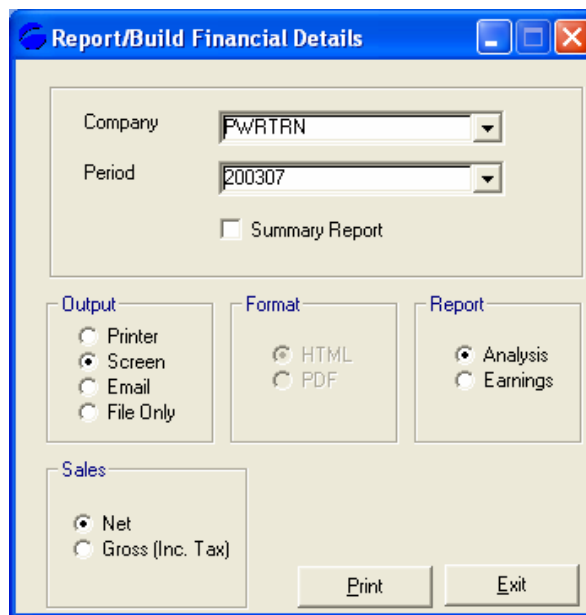 Report/Build Financial Details
Company
PWRTRN
Period
200307
Summary Report
Output
Printer
Screen
Email
File Only
Format
HTML
PDF
Report
Analysis
Earnings
Sales
Net
Gross (Inc. Tax)
Print
Exit